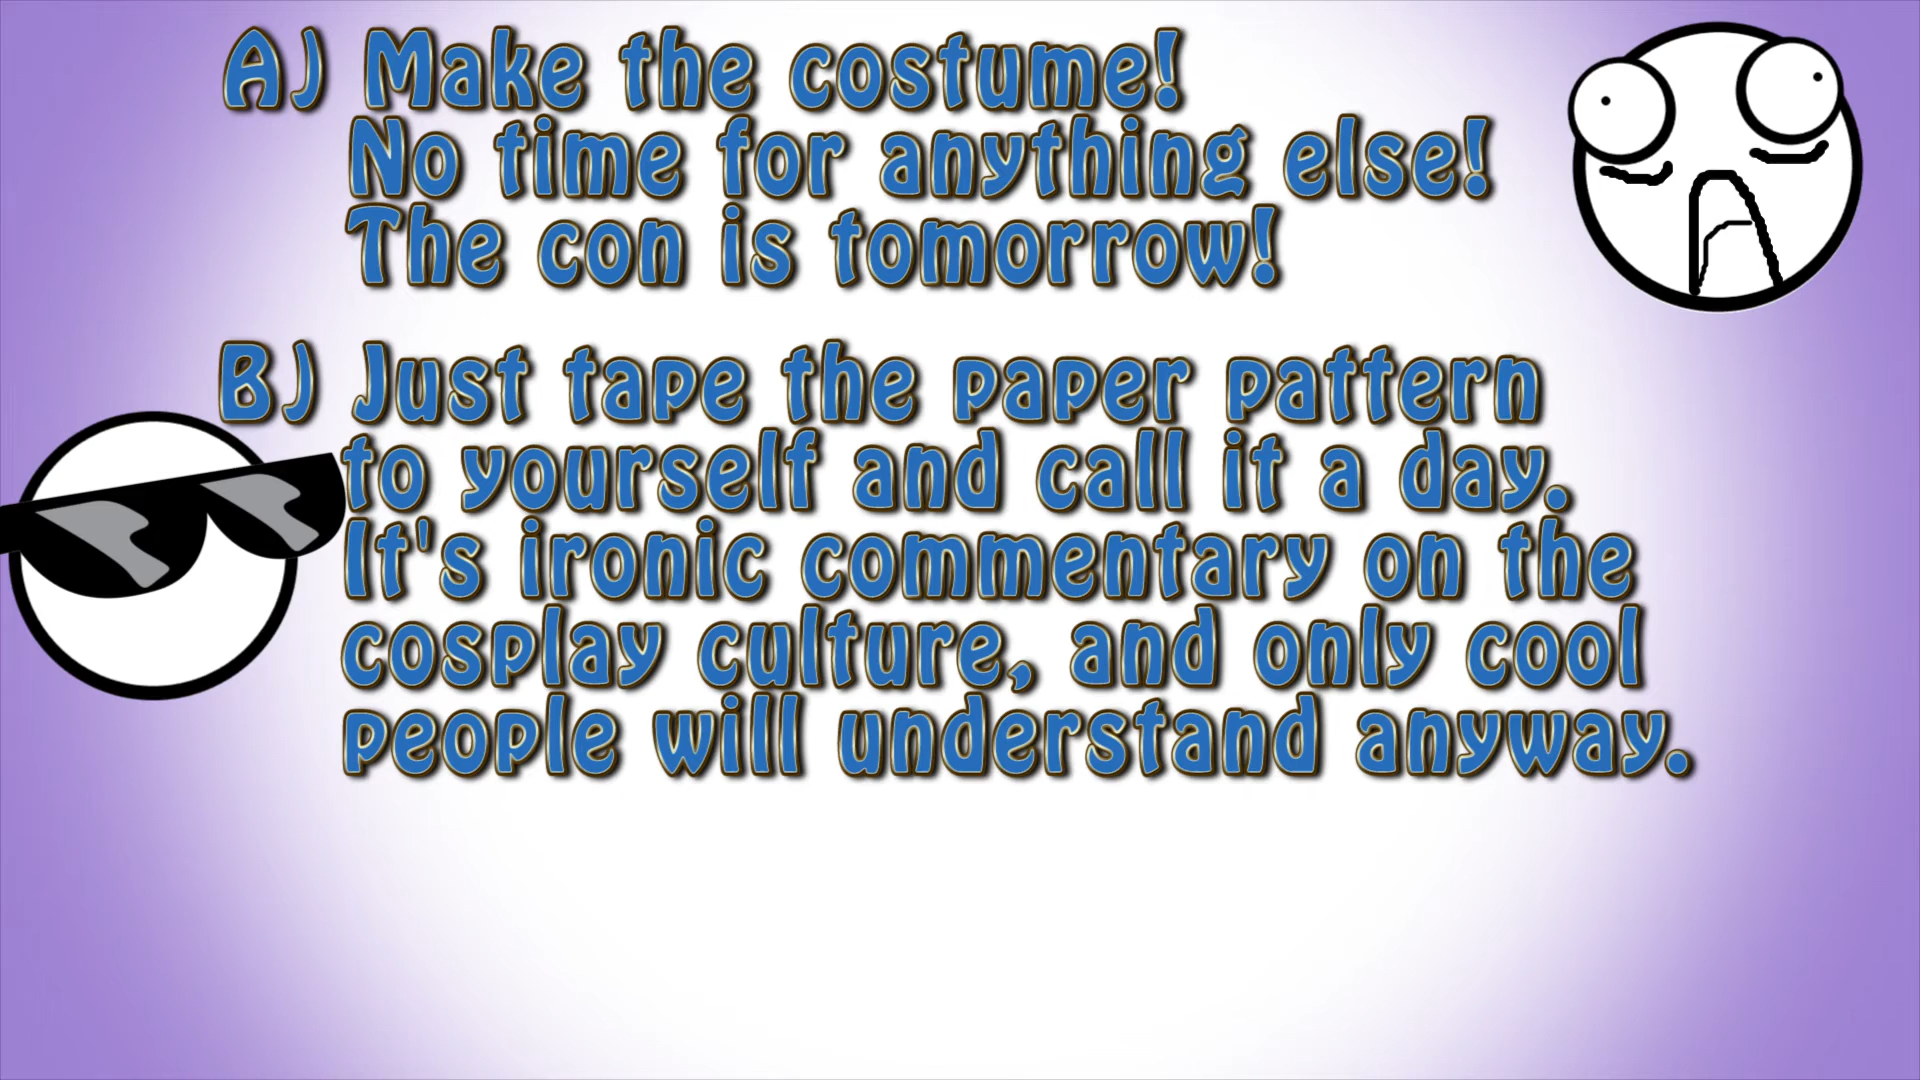 A) Make the costume!
No time for anything else!
The con is tomorrow!
B) Just tape the paper pattern
to yourself and call it a day.
It's ironic commentary on the
cosplay culture, and only cool
people will understand anyway.